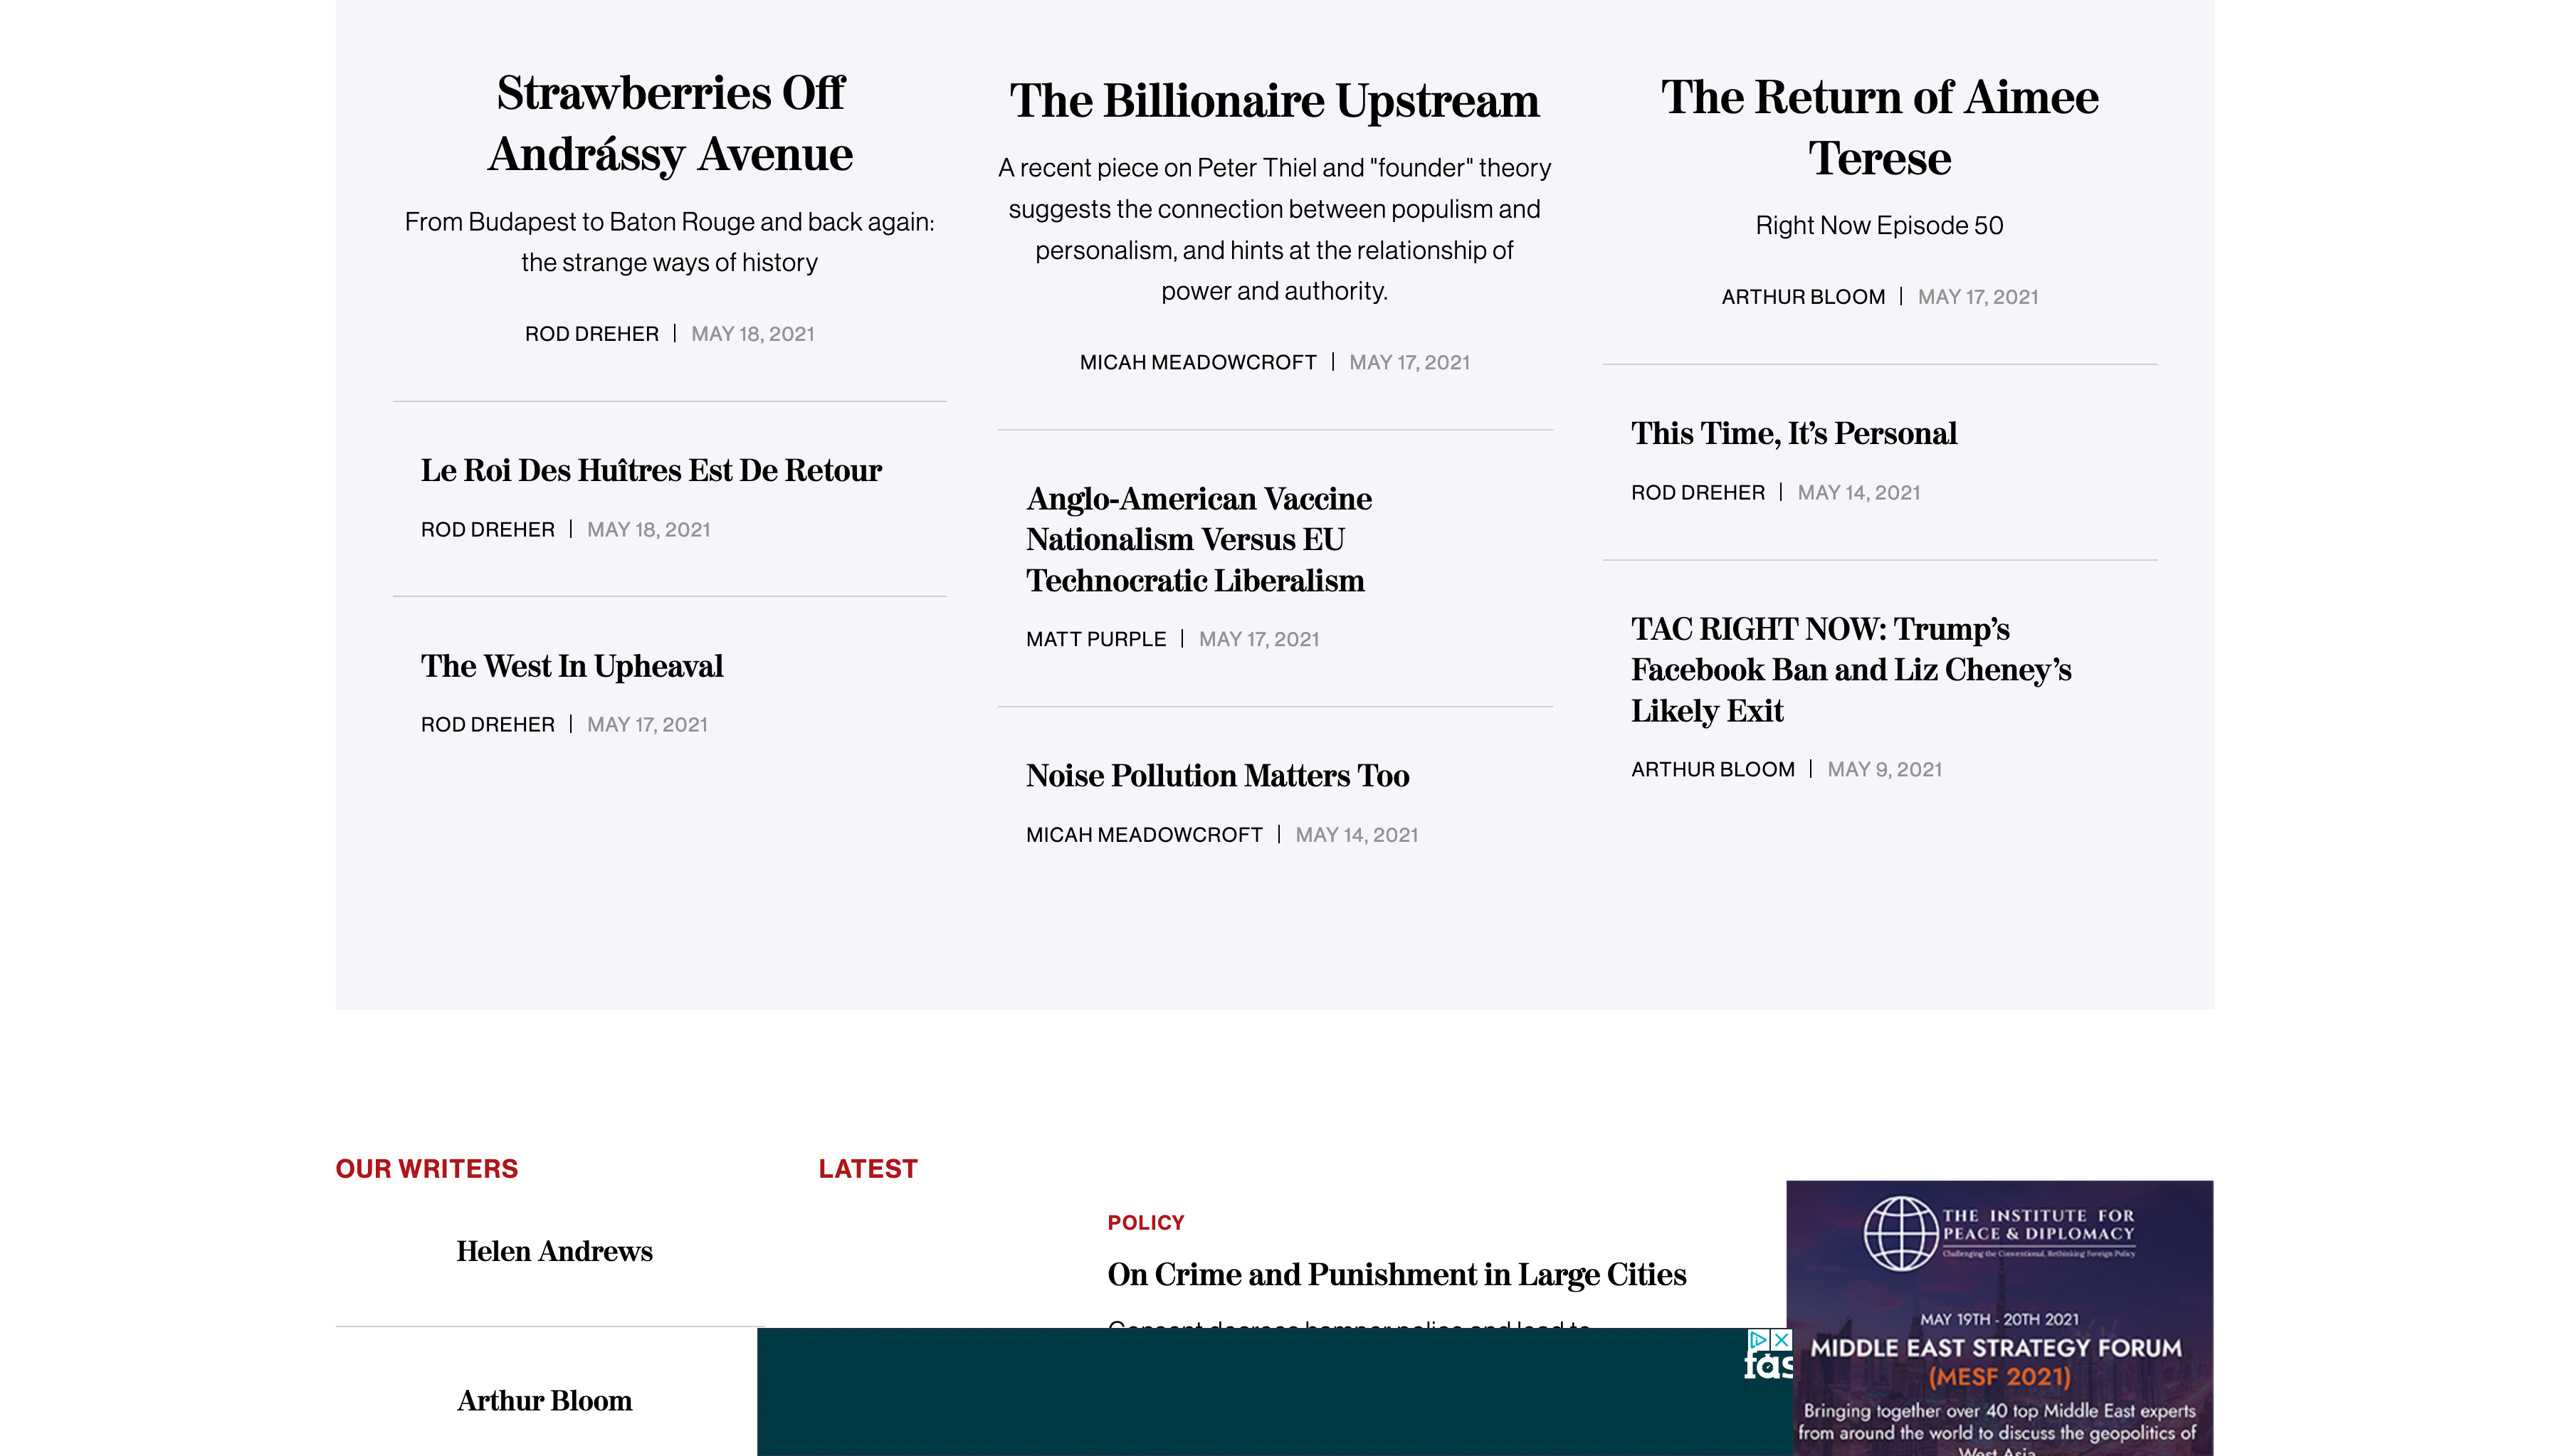 Strawberries Off
Andrássy Avenue
From Budapest to Baton Rouge and back again:
the strange ways of history
ROD DREHER | MAY 18, 2021
Le Roi Des Huîtres Est De Retour
ROD DREHER | MAY 18, 2021
The West In Upheaval
ROD DREHER | MAY 17, 2021
The Billionaire Upstream
A recent piece on Peter Thiel and "founder" theory
suggests the connection between populism and
personalism, and hints at the relationship of
power and authority.
MICAH MEADOWCROFT | MAY 17, 2021
Anglo-American Vaccine
Nationalism Versus EU
Technocratic Liberalism
MATT PURPLE | MAY 17, 2021
Noise Pollution Matters Too
MICAH MEADOWCROFT | MAY 14, 2021
The Return of Aimee
Terese
Right Now Episode 50
ARTHUR BLOOM | MAY 17, 2021
This Time, It’s Personal
ROD DREHER | MAY 14, 2021
TAC RIGHT NOW: Trump’s
Facebook Ban and Liz Cheney’s
Likely Exit
ARTHUR BLOOM | MAY 9, 2021
OUR WRITERS
Helen Andrews
Arthur Bloom
LATEST
POLICY
On Crime and Punishment in Large Cities
fas
THE INSTITUTE FOR
PEACE & DIPLOMACY
Challenging the Conventional, Rethinking Foreign Policy
MAY 19TH - 20TH 2021
MIDDLE EAST STRATEGY FORUM
(MESF 2021)
Bringing together over 40 top Middle East experts
from around the world to discuss the geopolitics of
West Asia